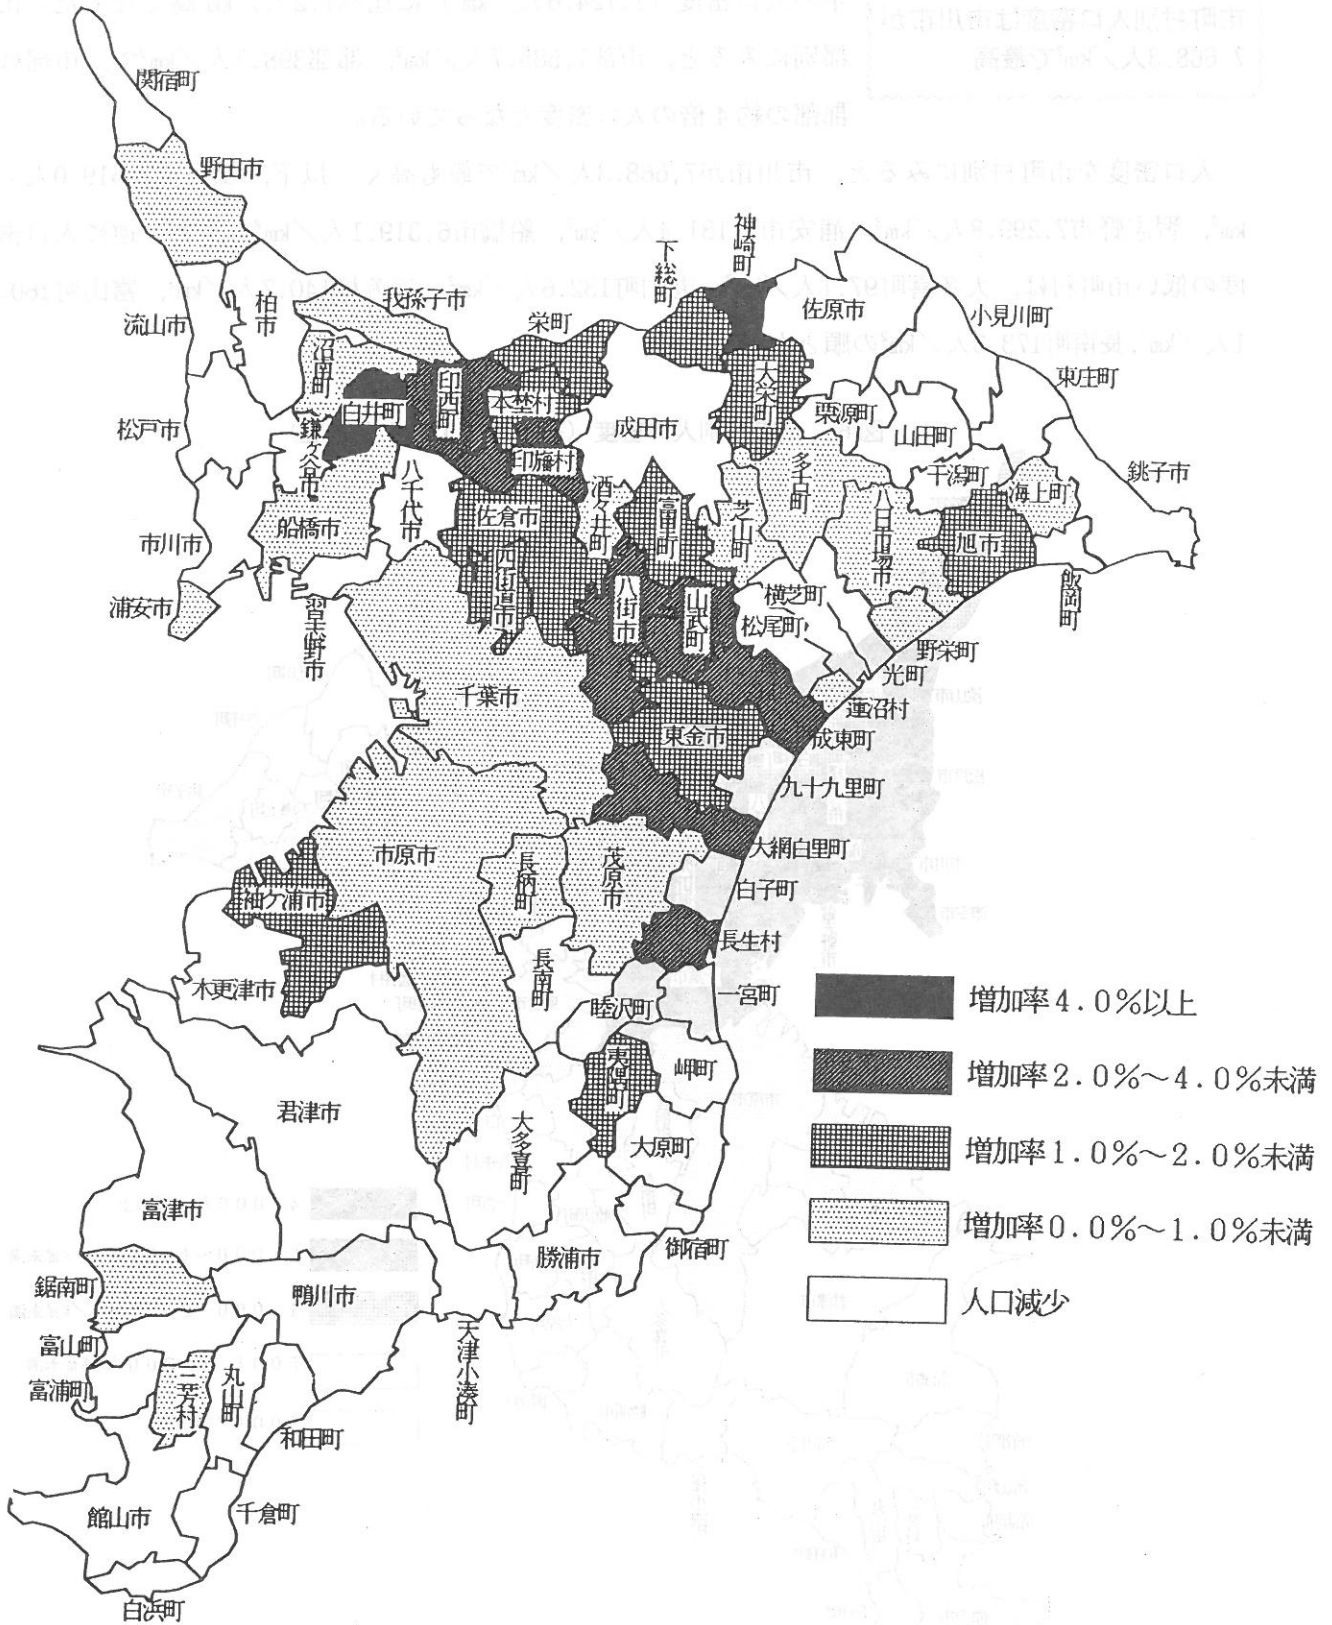 関宿町
野田市
神崎町
下総町
我孫子市
柏市
流山市
栄町
佐原市
小見川町
沼南町
印西町
大栄町
東庄町
白井町
本埜村
栗源町
成田市
山田町
松戸市
鎌ケ谷市
印旛村
多古町
干潟町
銚子市
八千代市
酒々井町
海上町
八日市場市
佐倉市
富里町
芝山町
船橋市
旭市
市川市
四街道市
飯岡町
八街市
山武町
横芝町
浦安市
習志野市
松尾町
野栄町
光町
千葉市
蓮沼村
東金市
成東町
九十九里町
市原市
長柄町
茂原市
大網白里町
白子町
袖ケ浦市
長生村
長南町
木更津市
睦沢町
一宮町
増加率4.0%以上
夷隅町
岬町
増加率2.0%～4.0%未満
君津市
大多喜町
大原町
増加率1.0%～2.0%未満
富津市
増加率0.0%～1.0%未満
御宿町
勝浦市
鋸南町
鴨川市
人口減少
富山町
天津小湊町
富浦町
三芳村
丸山町
和田町
館山市
千倉町
白浜町